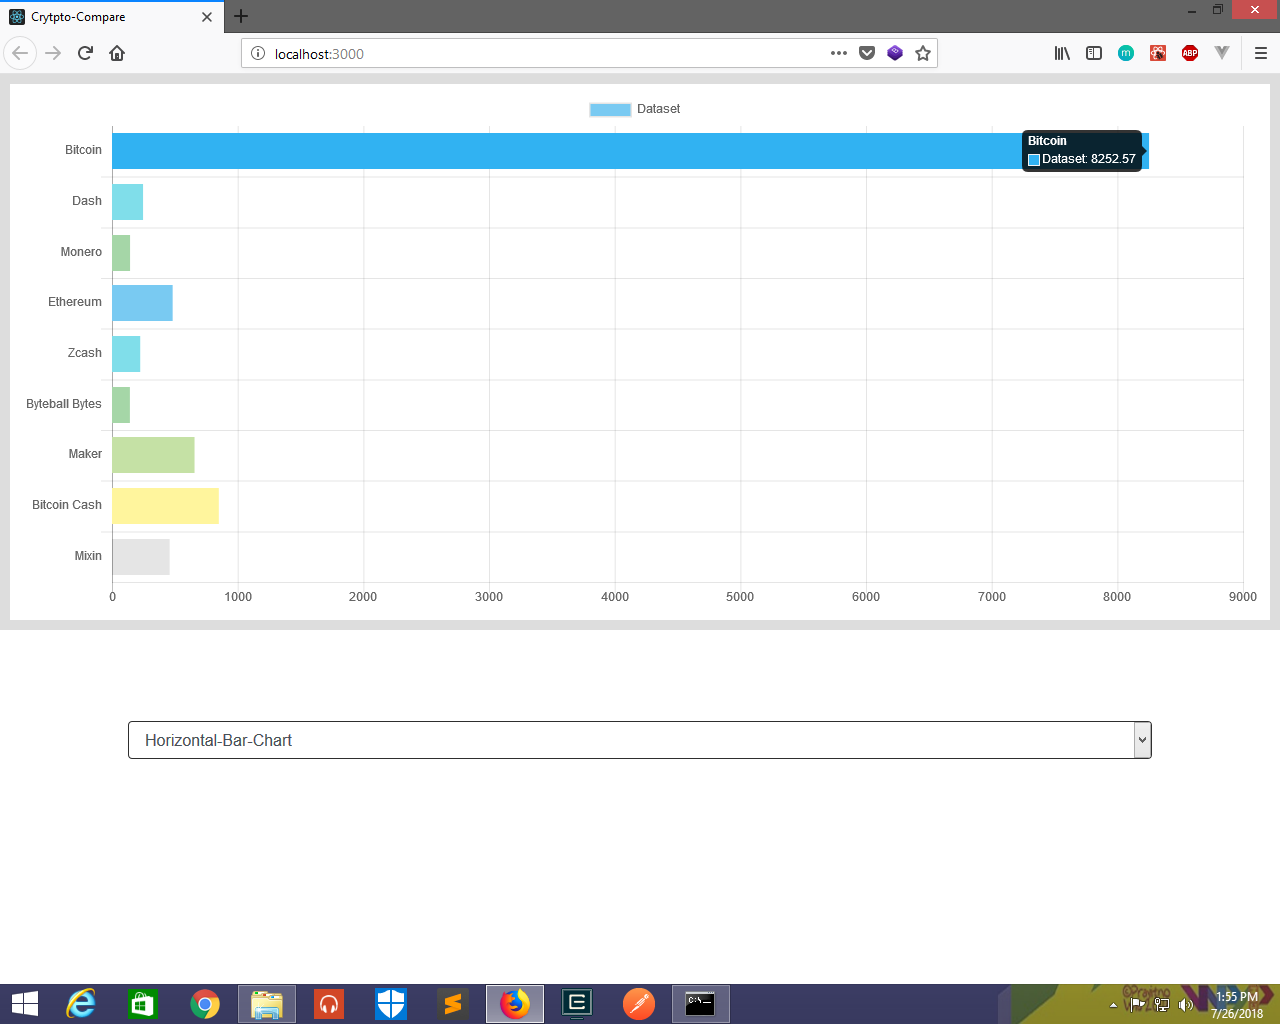 Crytpto-Compare
localhost:3000
m
ABP
Dataset
Bitcoin
Bitcoin
Dataset: 8252.57
Dash
Monero
Ethereum
Zcash
Byteball Bytes
Maker
Bitcoin Cash
Mixin
0 1000 2000 3000 4000 5000 6000 7000 8000 9000
Horizontal-Bar-Chart
C:\_
1:55 PM
7/26/2018